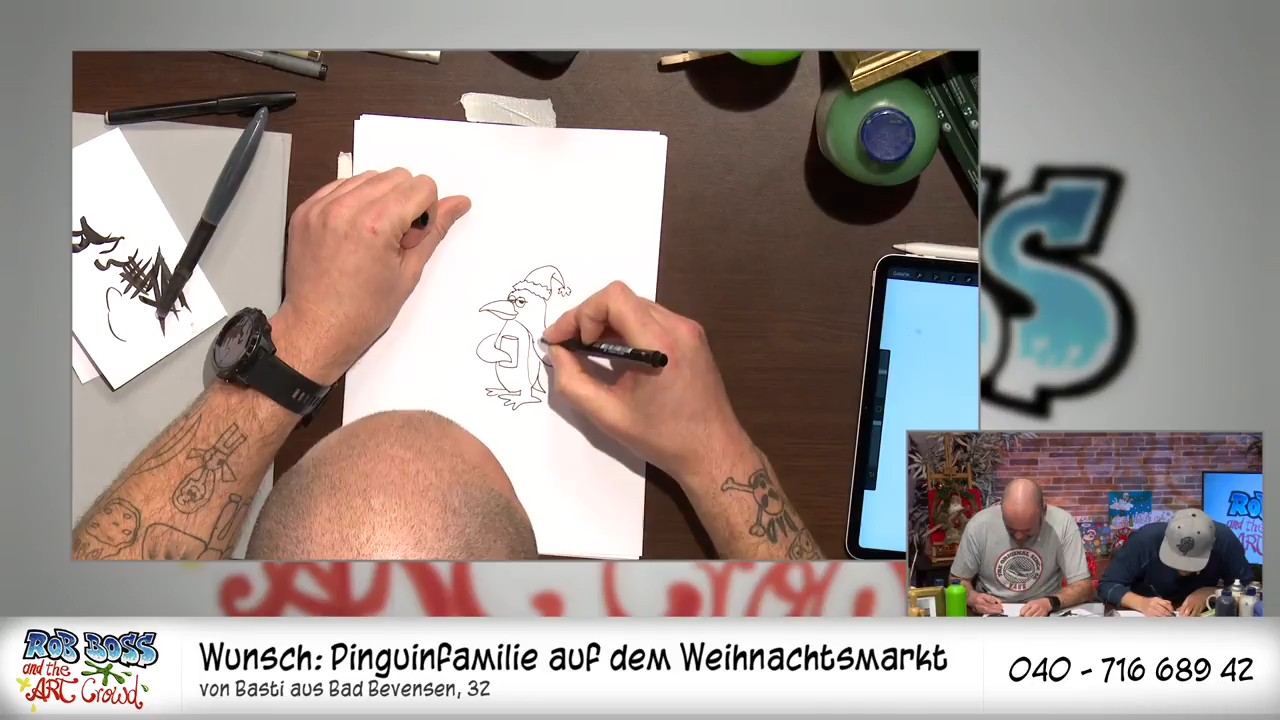 ROB BOSS
and the
ART Crowd
Wunsch: Pinguinfamilie auf dem Weihnachtsmarkt
von Basti aus Bad Bevensen, 32
040 - 716 689 42